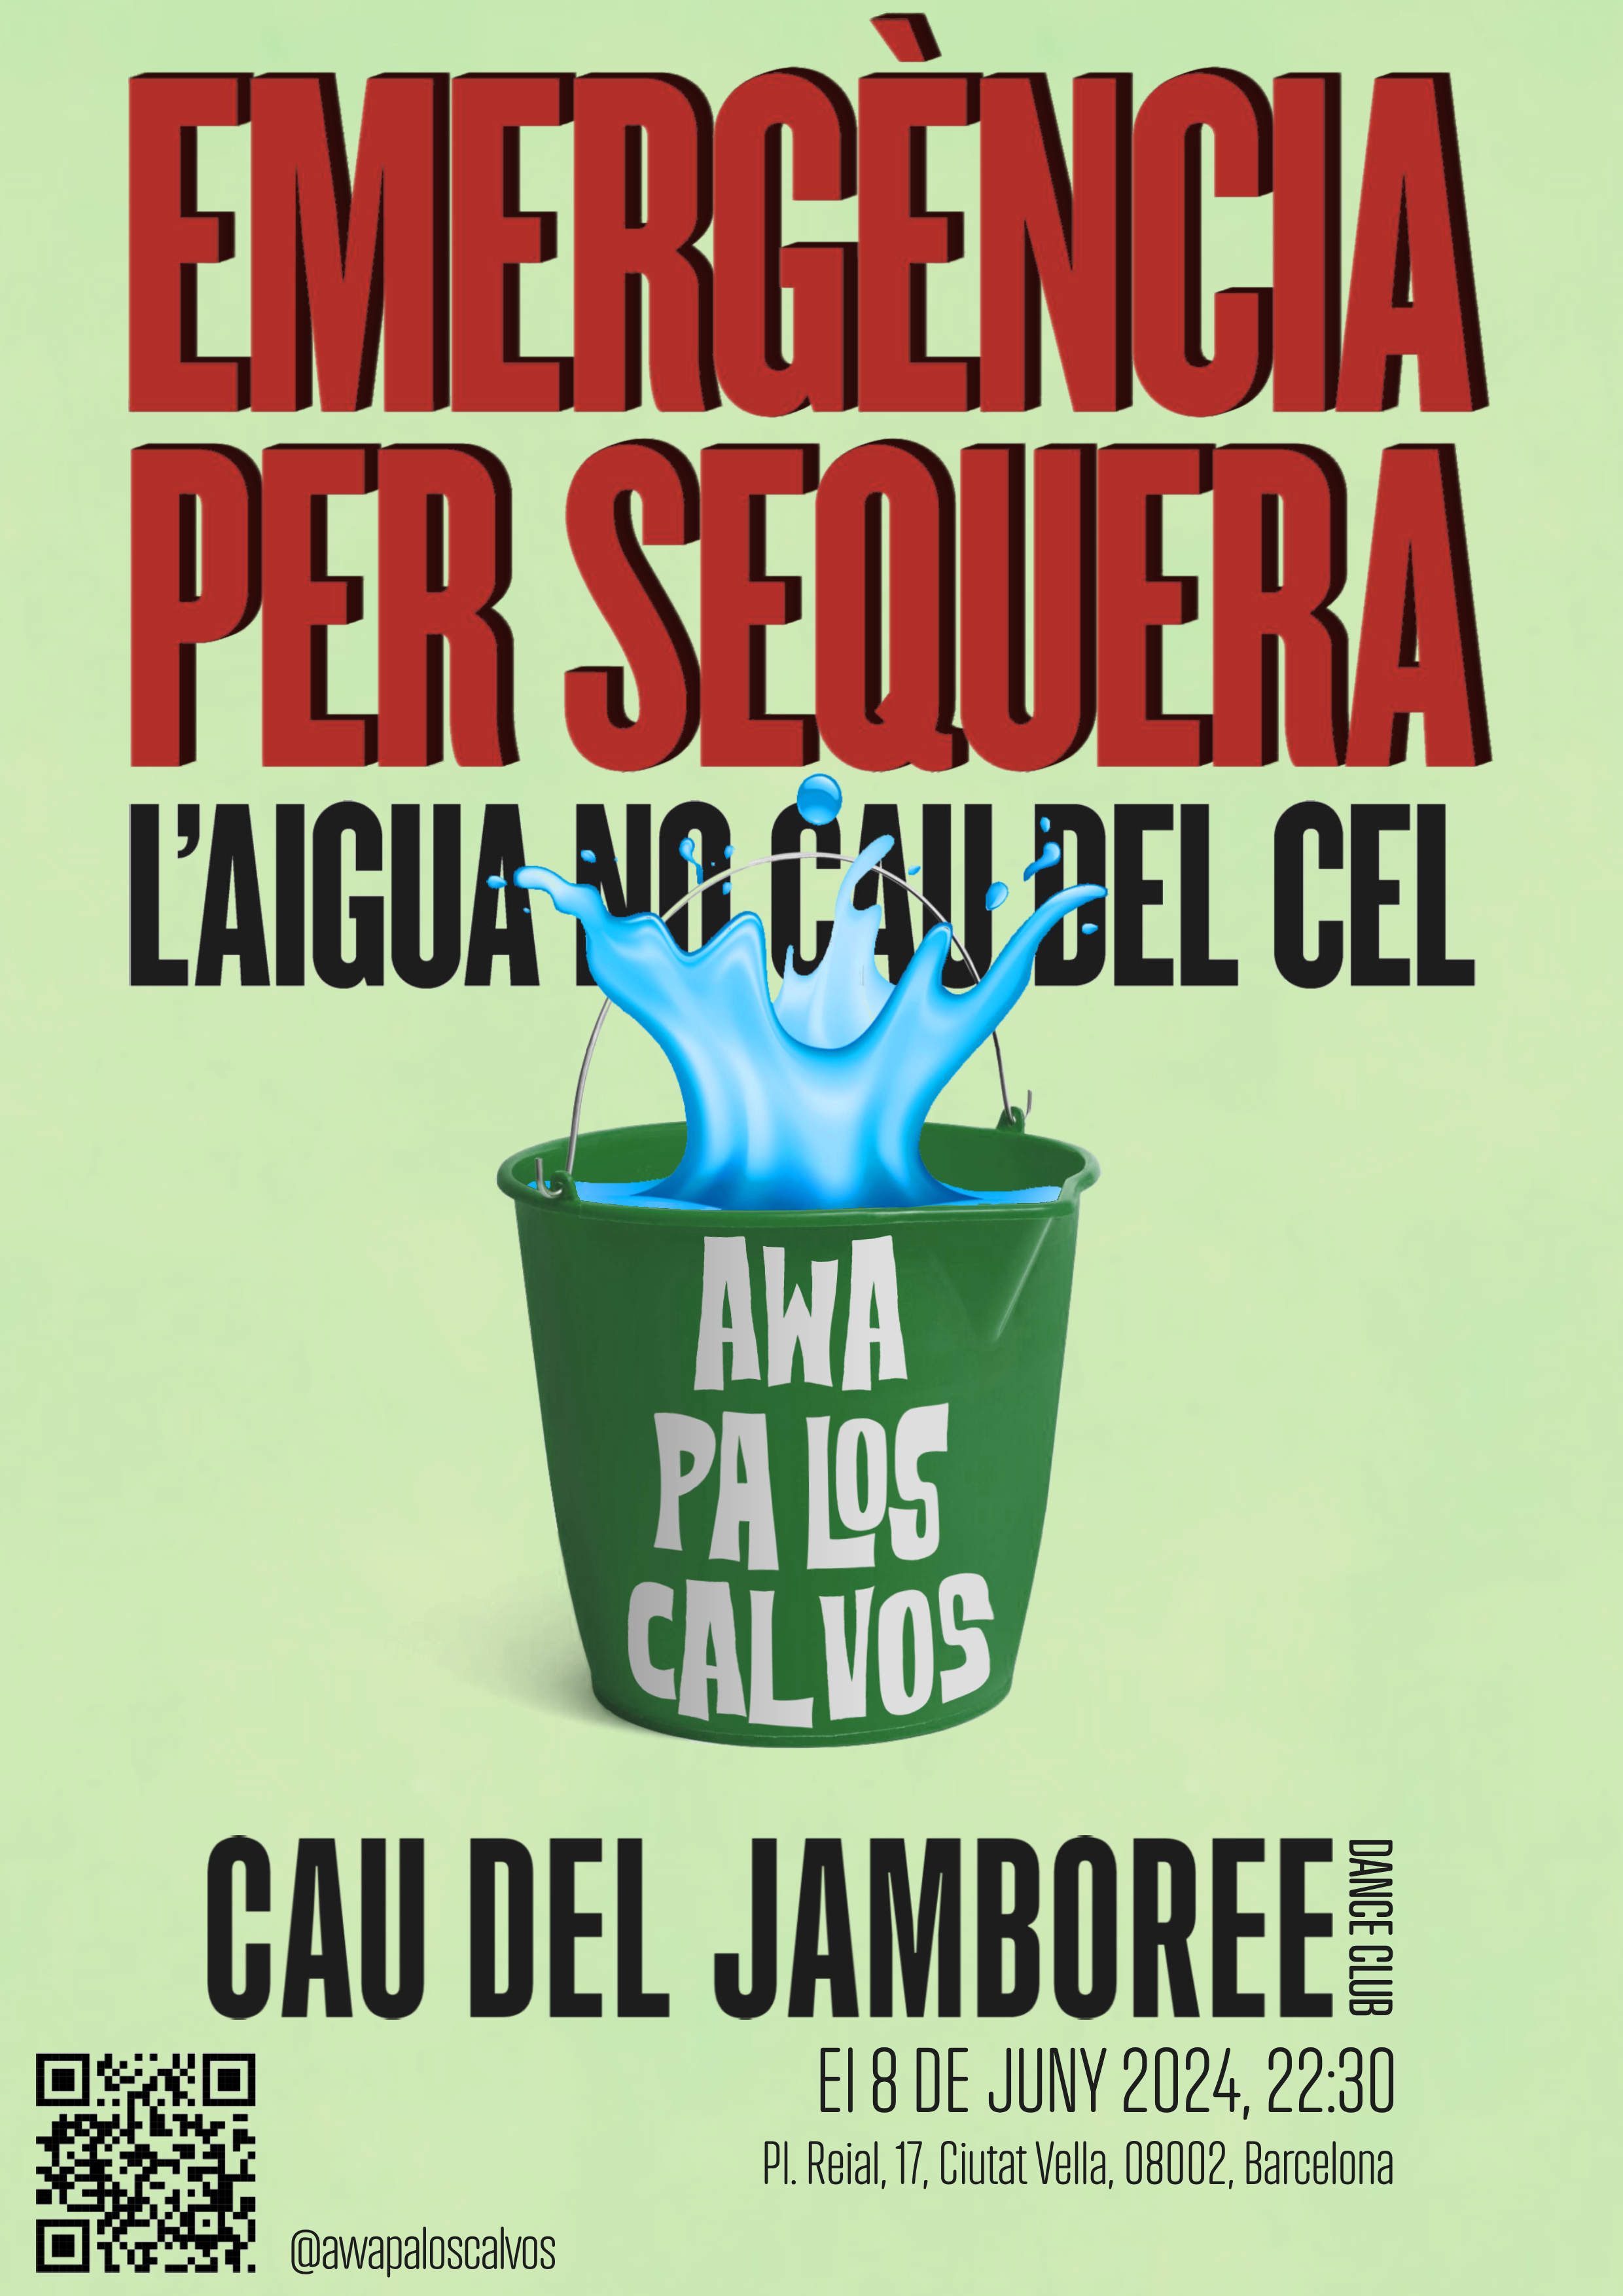 EMERGÈNCIA
PER SEQUERA
L'AIGUA NO CAU DEL CEL
AWA
PA LOS
CALVOS
CAU DEL JAMBOREE
DANCE CLUB
El 8 DE JUNY 2024, 22:30
Pl. Reial, 17, Ciutat Vella, 08002, Barcelona
@awapaloscalvos